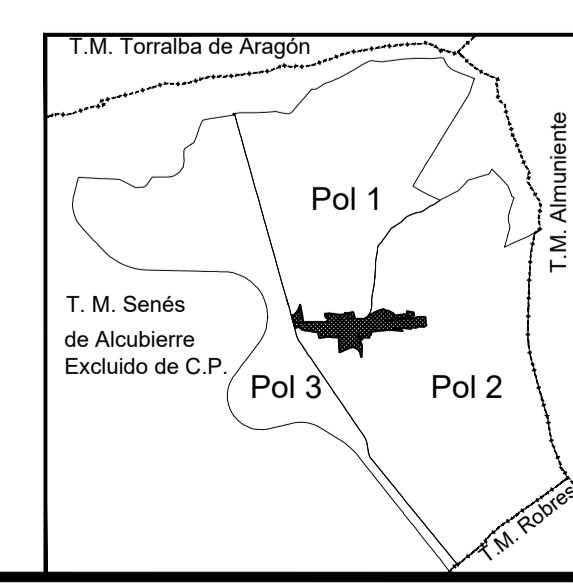 T.M. Torralba de Aragón
T.M. Almuniente
Pol 1
T. M. Senés
de Alcubierre
Excluido de C.P.
Pol 3
Pol 2
T.M. Robres